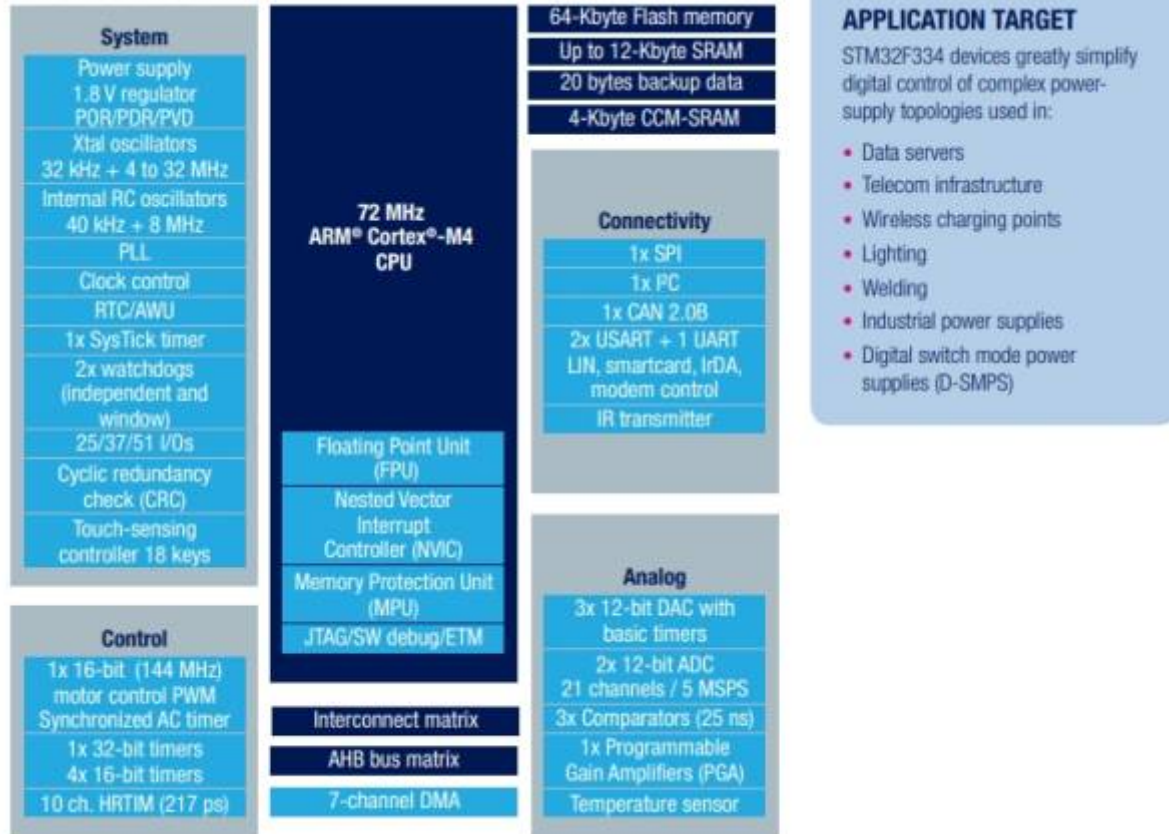 System
Power supply
1.8 V regulator
POR/PDR/PVD
Xtal oscillators
32 kHz + 4 to 32 MHz
Internal RC oscillators
40 kHz + 8 MHz
PLL
Clock control
RTC/AWU
1x SysTick timer
2x watchdogs
(independent and
window)
25/37/51 I/Os
Cyclic redundancy
check (CRC)
Touch-sensing
controller 18 keys
Control
1x 16-bit (144 MHz)
motor control PWM
Synchronized AC timer
1x 32-bit timers
4x 16-bit timers
10 ch. HRTIM (217 ps)
72 MHz
ARM® Cortex®-M4
CPU
Floating Point Unit
(FPU)
Nested Vector
Interrupt
Controller (NVIC)
Memory Protection Unit
(MPU)
JTAG/SW debug/ETM
Interconnect matrix
AHB bus matrix
7-channel DMA
64-Kbyte Flash memory
Up to 12-Kbyte SRAM
20 bytes backup data
4-Kbyte CCM-SRAM
Connectivity
1x SPI
1x I²C
1x CAN 2.0B
2x USART + 1 UART
LIN, smartcard, IrDA,
modem control
IR transmitter
Analog
3x 12-bit DAC with
basic timers
2x 12-bit ADC
21 channels / 5 MSPS
3x Comparators (25 ns)
1x Programmable
Gain Amplifiers (PGA)
Temperature sensor
APPLICATION TARGET
STM32F334 devices greatly simplify
digital control of complex power-
supply topologies used in:
• Data servers
• Telecom infrastructure
• Wireless charging points
• Lighting
• Welding
• Industrial power supplies
• Digital switch mode power
supplies (D-SMPS)